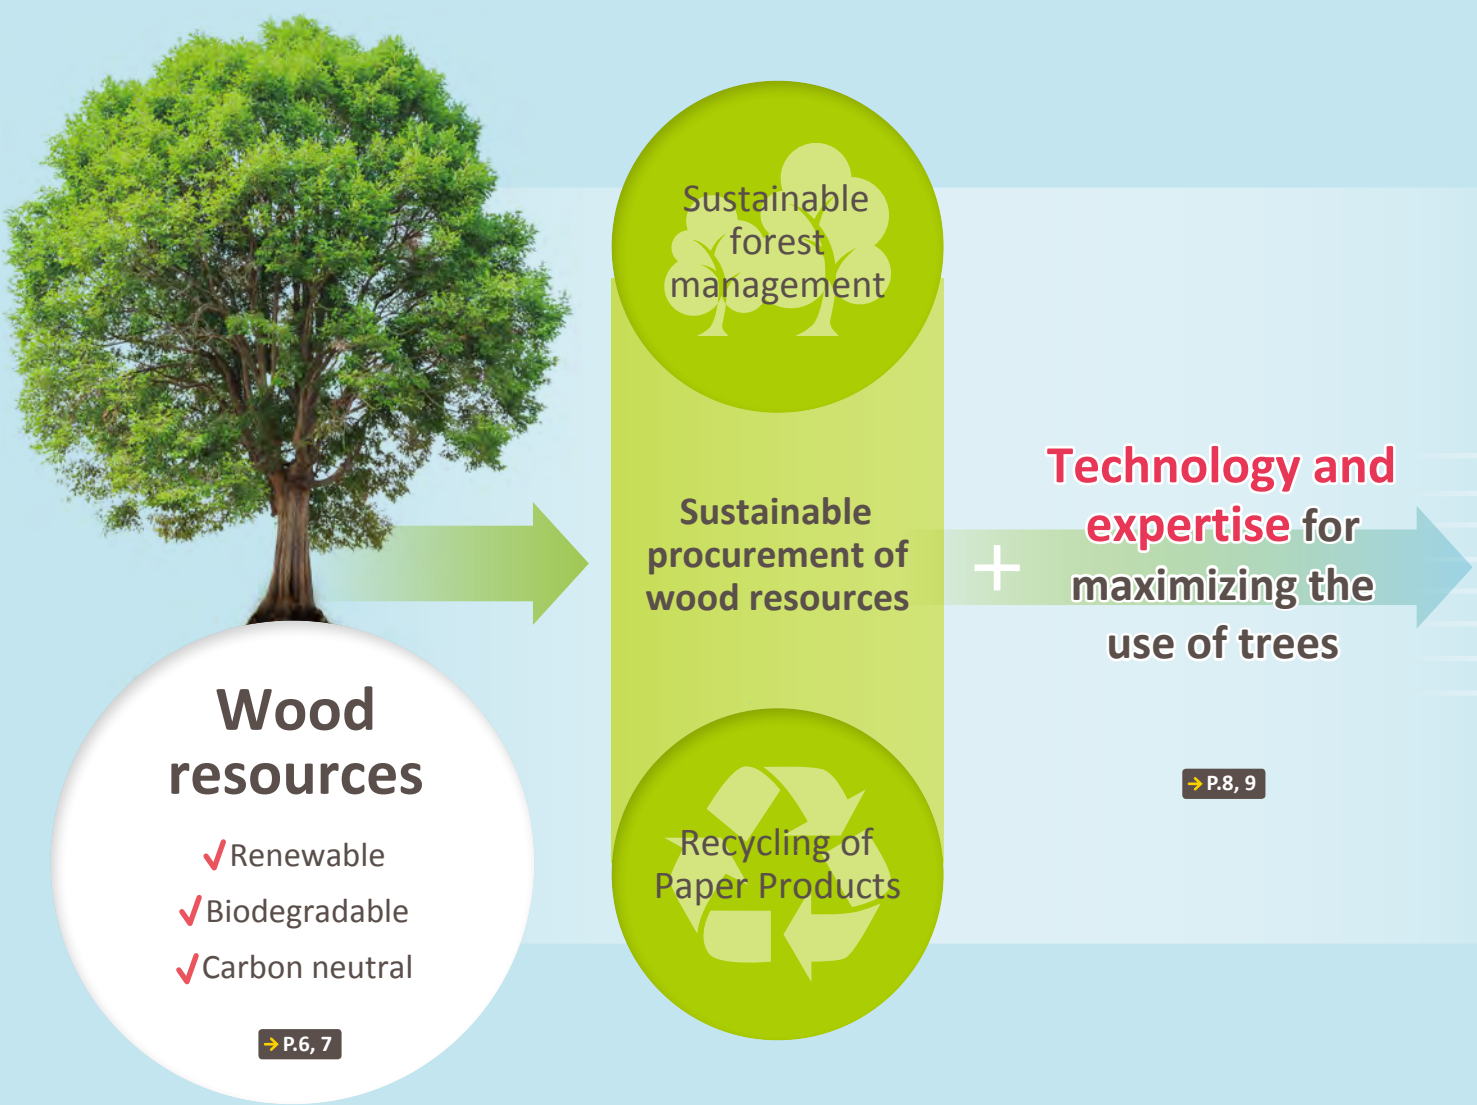 Wood
resources
Renewable
Biodegradable
Carbon neutral
→ P.6, 7
Sustainable
forest
management
Sustainable
procurement of
wood resources
Recycling of
Paper Products
+
Technology and
expertise for
maximizing the
use of trees
→ P.8, 9